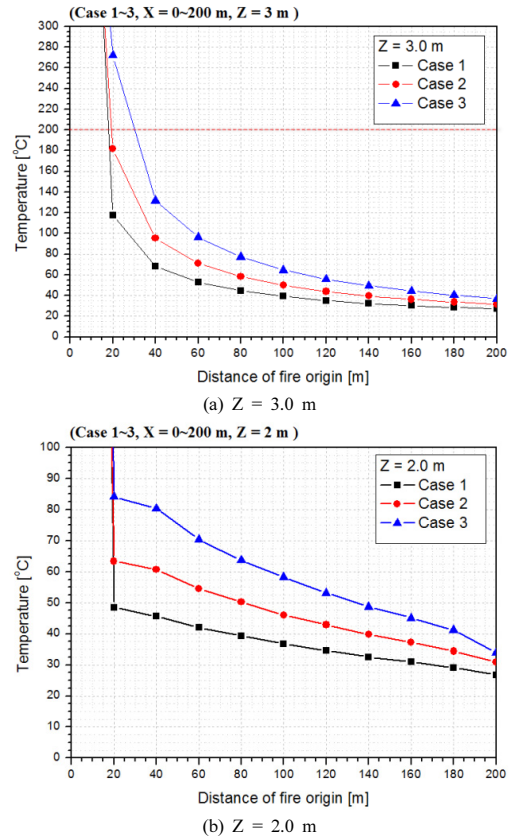 (Case 1~3, X = 0~200 m, Z = 3 m )
300
280
260
240
220
200
180
160
140
120
100
80
60
40
20
0
Temperature [°C]
Z = 3.0 m
Case 1
Case 2
Case 3
0 20 40 60 80 100 120 140 160 180 200
Distance of fire origin [m]
(a) Z = 3.0 m
(Case 1~3, X = 0~200 m, Z = 2 m )
100
90
80
70
60
50
40
30
20
10
0
Temperature [°C]
Z = 2.0 m
Case 1
Case 2
Case 3
0 20 40 60 80 100 120 140 160 180 200
Distance of fire origin [m]
(b) Z = 2.0 m